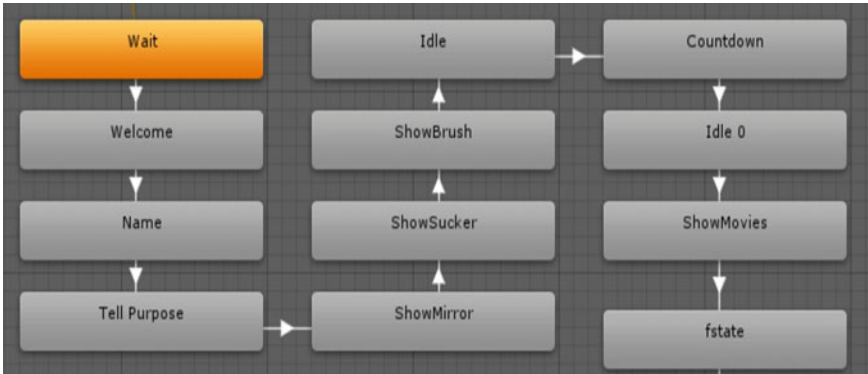 Wait
Idle
Countdown
Welcome
ShowBrush
Idle 0
Name
ShowSucker
ShowMovies
Tell Purpose
ShowMirror
fstate